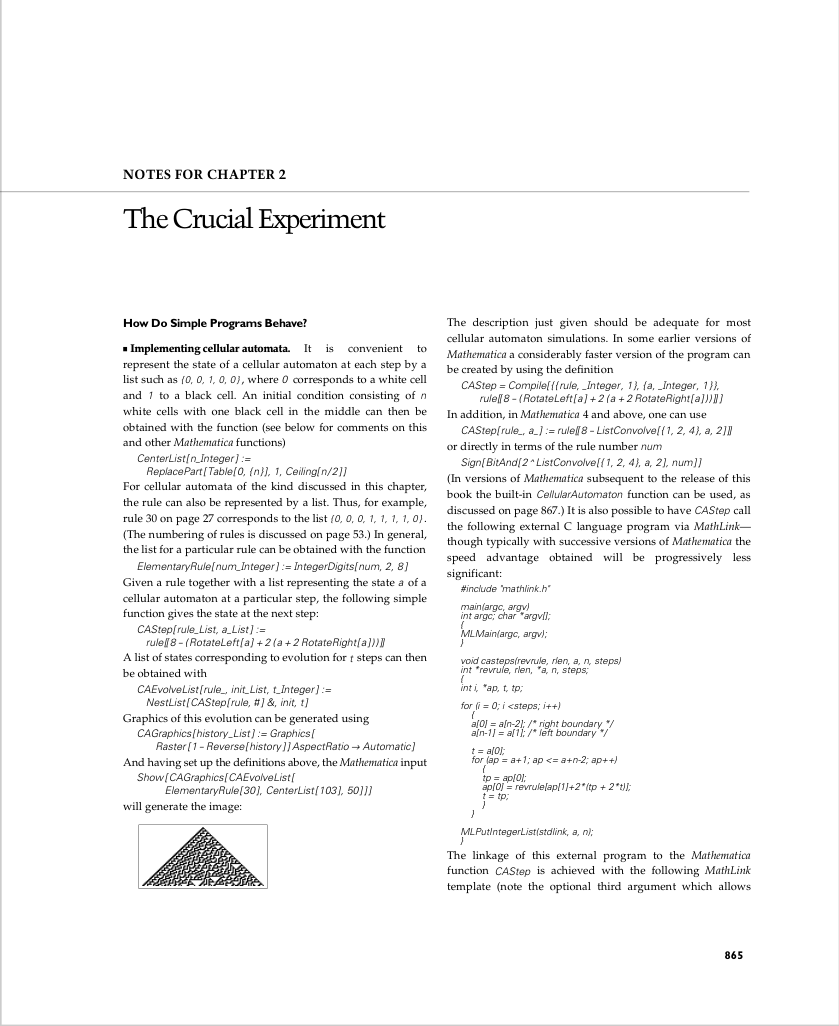 NOTES FOR CHAPTER 2
The Crucial Experiment
How Do Simple Programs Behave?
▪ Implementing cellular automata. It is convenient to
represent the state of a cellular automaton at each step by a
list such as {0, 0, 1, 0, 0}, where 0 corresponds to a white cell
and 1 to a black cell. An initial condition consisting of n
white cells with one black cell in the middle can then be
obtained with the function (see below for comments on this
and other Mathematica functions)
CenterList[n_Integer] :=
ReplacePart[Table[0, {n}], 1, Ceiling[n/2]]
For cellular automata of the kind discussed in this chapter,
the rule can also be represented by a list. Thus, for example,
rule 30 on page 27 corresponds to the list {0, 0, 0, 1, 1, 1, 1, 0}.
(The numbering of rules is discussed on page 53.) In general,
the list for a particular rule can be obtained with the function
ElementaryRule[num_Integer] := IntegerDigits[num, 2, 8]
Given a rule together with a list representing the state a of a
cellular automaton at a particular step, the following simple
function gives the state at the next step:
CAStep[rule_List, a_List] :=
rule⟦8 – (RotateLeft[a] + 2 (a + 2 RotateRight[a]))⟧
A list of states corresponding to evolution for t steps can then
be obtained with
CAEvolveList[rule_, init_List, t_Integer] :=
NestList[CAStep[rule, #] &, init, t]
Graphics of this evolution can be generated using
CAGraphics[history_List] := Graphics[
Raster[1 – Reverse[history]] AspectRatio → Automatic]
And having set up the definitions above, the Mathematica input
Show[CAGraphics[CAEvolveList[
ElementaryRule[30], CenterList[103], 50]]]
will generate the image:
The description just given should be adequate for most
cellular automaton simulations. In some earlier versions of
Mathematica a considerably faster version of the program can
be created by using the definition
CAStep = Compile[{{rule, _Integer, 1}, {a, _Integer, 1}},
rule⟦8 – (RotateLeft[a] + 2 (a + 2 RotateRight[a]))⟧]
In addition, in Mathematica 4 and above, one can use
CAStep[rule_, a_] := rule⟦8 – ListConvolve[{1, 2, 4}, a, 2]⟧
or directly in terms of the rule number num
Sign[BitAnd[2 ^ ListConvolve[{1, 2, 4}, a, 2], num]]
(In versions of Mathematica subsequent to the release of this
book the built-in CellularAutomaton function can be used, as
discussed on page 867.) It is also possible to have CAStep call
the following external C language program via MathLink—
though typically with successive versions of Mathematica the
speed advantage obtained will be progressively less
significant:
#include "mathlink.h"
main(argc, argv)
int argc; char *argv[];
{
MLMain(argc, argv);
}
void casteps(revrule, rlen, a, n, steps)
int *revrule, rlen, *a, n, steps;
{
int i, *ap, t, tp;
for (i = 0; i <steps; i++)
{
a[0] = a[n-2]; /* right boundary */
a[n-1] = a[1]; /* left boundary */
t = a[0];
for (ap = a+1; ap <= a+n-2; ap++)
{
tp = ap[0];
ap[0] = revrule[ap[1]+2*(tp + 2*t)];
t = tp;
}
}
MLPutIntegerList(stdlink, a, n);
}
The linkage of this external program to the Mathematica
function CAStep is achieved with the following MathLink
template (note the optional third argument which allows
865